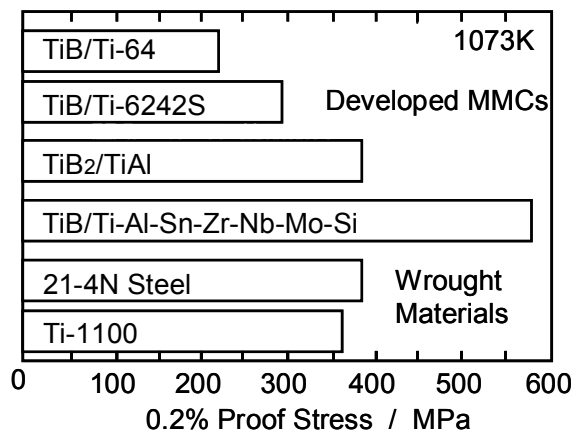 1073K
TiB/Ti-64
TiB/Ti-6242S
Developed MMCs
TiB2/TiAl
TiB/Ti-Al-Sn-Zr-Nb-Mo-Si
21-4N Steel
Wrought
Materials
Ti-1100
0 100 200 300 400 500 600
0.2% Proof Stress / MPa